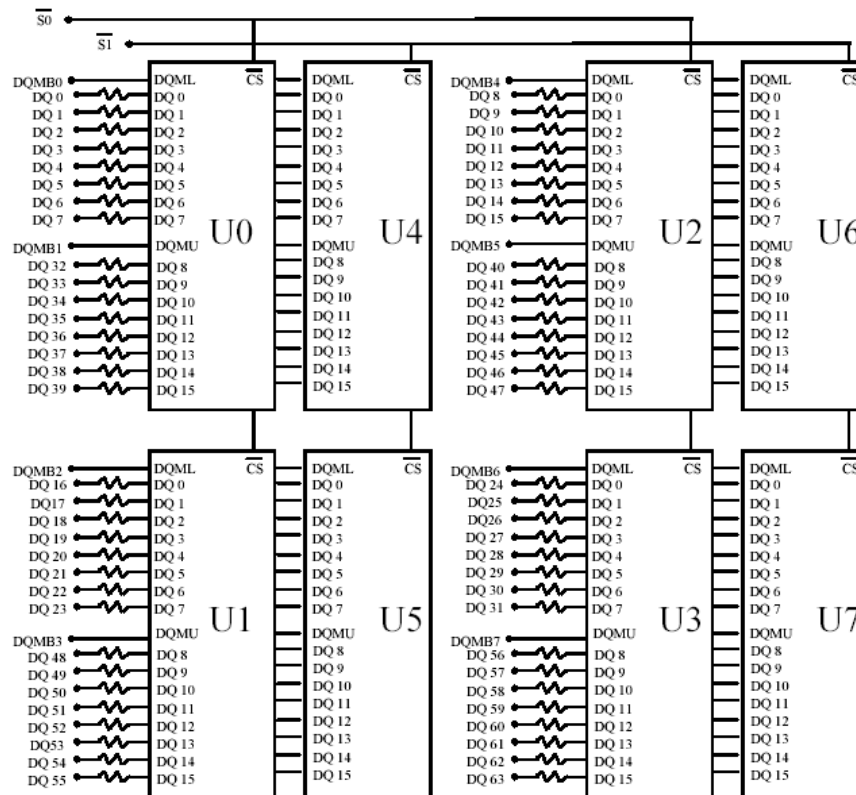 S̅0̅
S̅1̅
DQMB0 DQML C̅S̅ DQML C̅S̅ DQMB4 DQML C̅S̅ DQML C̅S̅
DQ 0 DQ 0 DQ 0 DQ 8 DQ 0 DQ 0
DQ 1 DQ 1 DQ 1 DQ 9 DQ 1 DQ 1
DQ 2 DQ 2 DQ 2 DQ 10 DQ 2 DQ 2
DQ 3 DQ 3 DQ 3 DQ 11 DQ 3 DQ 3
DQ 4 DQ 4 DQ 4 DQ 12 DQ 4 DQ 4
DQ 5 DQ 5 DQ 5 DQ 13 DQ 5 DQ 5
DQ 6 DQ 6 DQ 6 DQ 14 DQ 6 DQ 6
DQ 7 DQ 7 DQ 7 DQ 15 DQ 7 DQ 7
U0 U4 U2 U6
DQMB1 DQMU DQMU DQMB5 DQMU DQMU
DQ 32 DQ 8 DQ 8 DQ 40 DQ 8 DQ 8
DQ 33 DQ 9 DQ 9 DQ 41 DQ 9 DQ 9
DQ 34 DQ 10 DQ 10 DQ 42 DQ 10 DQ 10
DQ 35 DQ 11 DQ 11 DQ 43 DQ 11 DQ 11
DQ 36 DQ 12 DQ 12 DQ 44 DQ 12 DQ 12
DQ 37 DQ 13 DQ 13 DQ 45 DQ 13 DQ 13
DQ 38 DQ 14 DQ 14 DQ 46 DQ 14 DQ 14
DQ 39 DQ 15 DQ 15 DQ 47 DQ 15 DQ 15
DQMB2 DQML C̅S̅ DQML C̅S̅ DQMB6 DQML C̅S̅ DQML C̅S̅
DQ 16 DQ 0 DQ 0 DQ 24 DQ 0 DQ 0
DQ17 DQ 1 DQ 1 DQ25 DQ 1 DQ 1
DQ 18 DQ 2 DQ 2 DQ26 DQ 2 DQ 2
DQ 19 DQ 3 DQ 3 DQ 27 DQ 3 DQ 3
DQ 20 DQ 4 DQ 4 DQ 28 DQ 4 DQ 4
DQ 21 DQ 5 DQ 5 DQ 29 DQ 5 DQ 5
DQ 22 DQ 6 DQ 6 DQ 30 DQ 6 DQ 6
DQ 23 DQ 7 DQ 7 DQ 31 DQ 7 DQ 7
U1 U5 U3 U7
DQMB3 DQMU DQMU DQMB7 DQMU DQMU
DQ 48 DQ 8 DQ 8 DQ 56 DQ 8 DQ 8
DQ 49 DQ 9 DQ 9 DQ 57 DQ 9 DQ 9
DQ 50 DQ 10 DQ 10 DQ 58 DQ 10 DQ 10
DQ 51 DQ 11 DQ 11 DQ 59 DQ 11 DQ 11
DQ 52 DQ 12 DQ 12 DQ 60 DQ 12 DQ 12
DQ53 DQ 13 DQ 13 DQ 61 DQ 13 DQ 13
DQ 54 DQ 14 DQ 14 DQ 62 DQ 14 DQ 14
DQ 55 DQ 15 DQ 15 DQ 63 DQ 15 DQ 15